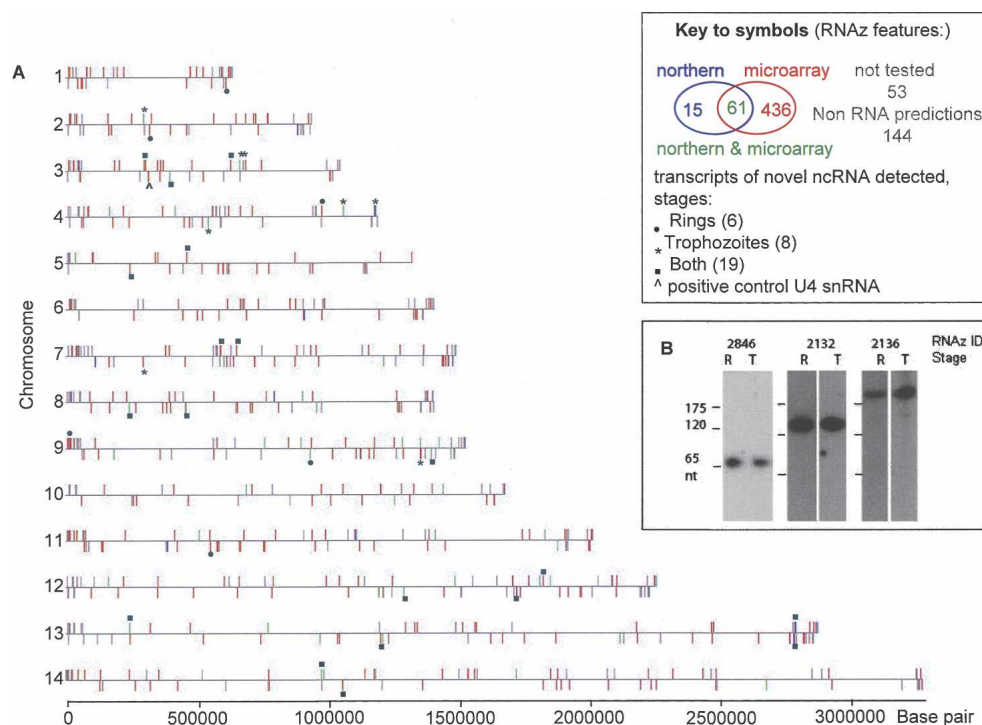 A
Chromosome
1
2
3
4
5
6
7
8
9
10
11
12
13
14
0 500000 1000000 1500000 2000000 2500000 3000000 Base pair
Key to symbols (RNAz features:)
northern microarray not tested
53
15 61 436
Non RNA predictions
144
northern & microarray
transcripts of novel ncRNA detected,
stages:
● Rings (6)
* Trophozoites (8)
■ Both (19)
^ positive control U4 snRNA
B
2846 2132 2136 RNAz ID
R T R T R T Stage
175
120
65
nt